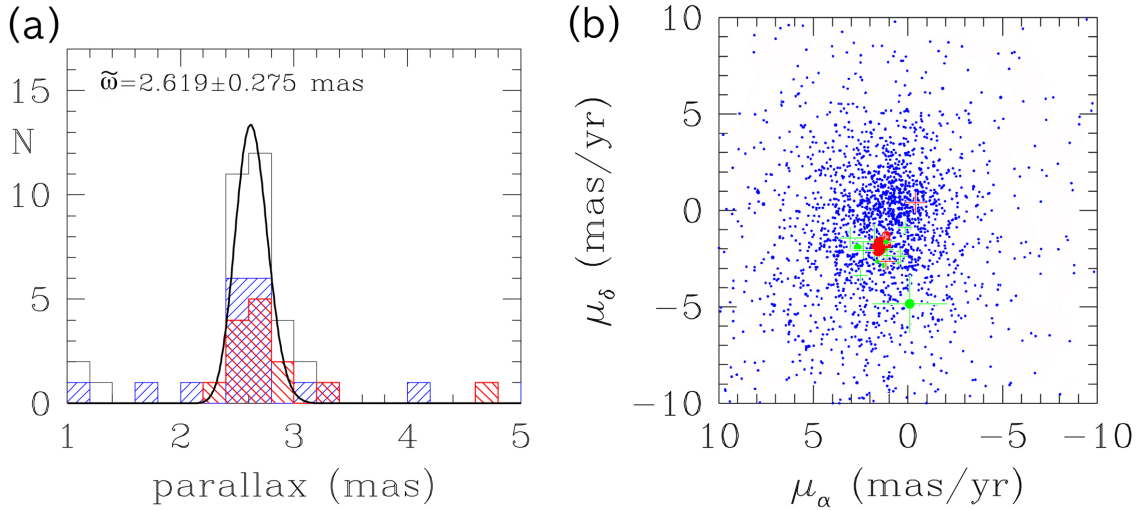 (a)
ω̃=2.619±0.275 mas
N
15
10
5
0
1 2 3 4 5
parallax (mas)
(b)
μδ (mas/yr)
10
5
0
−5
−10
10 5 0 −5 −10
μα (mas/yr)